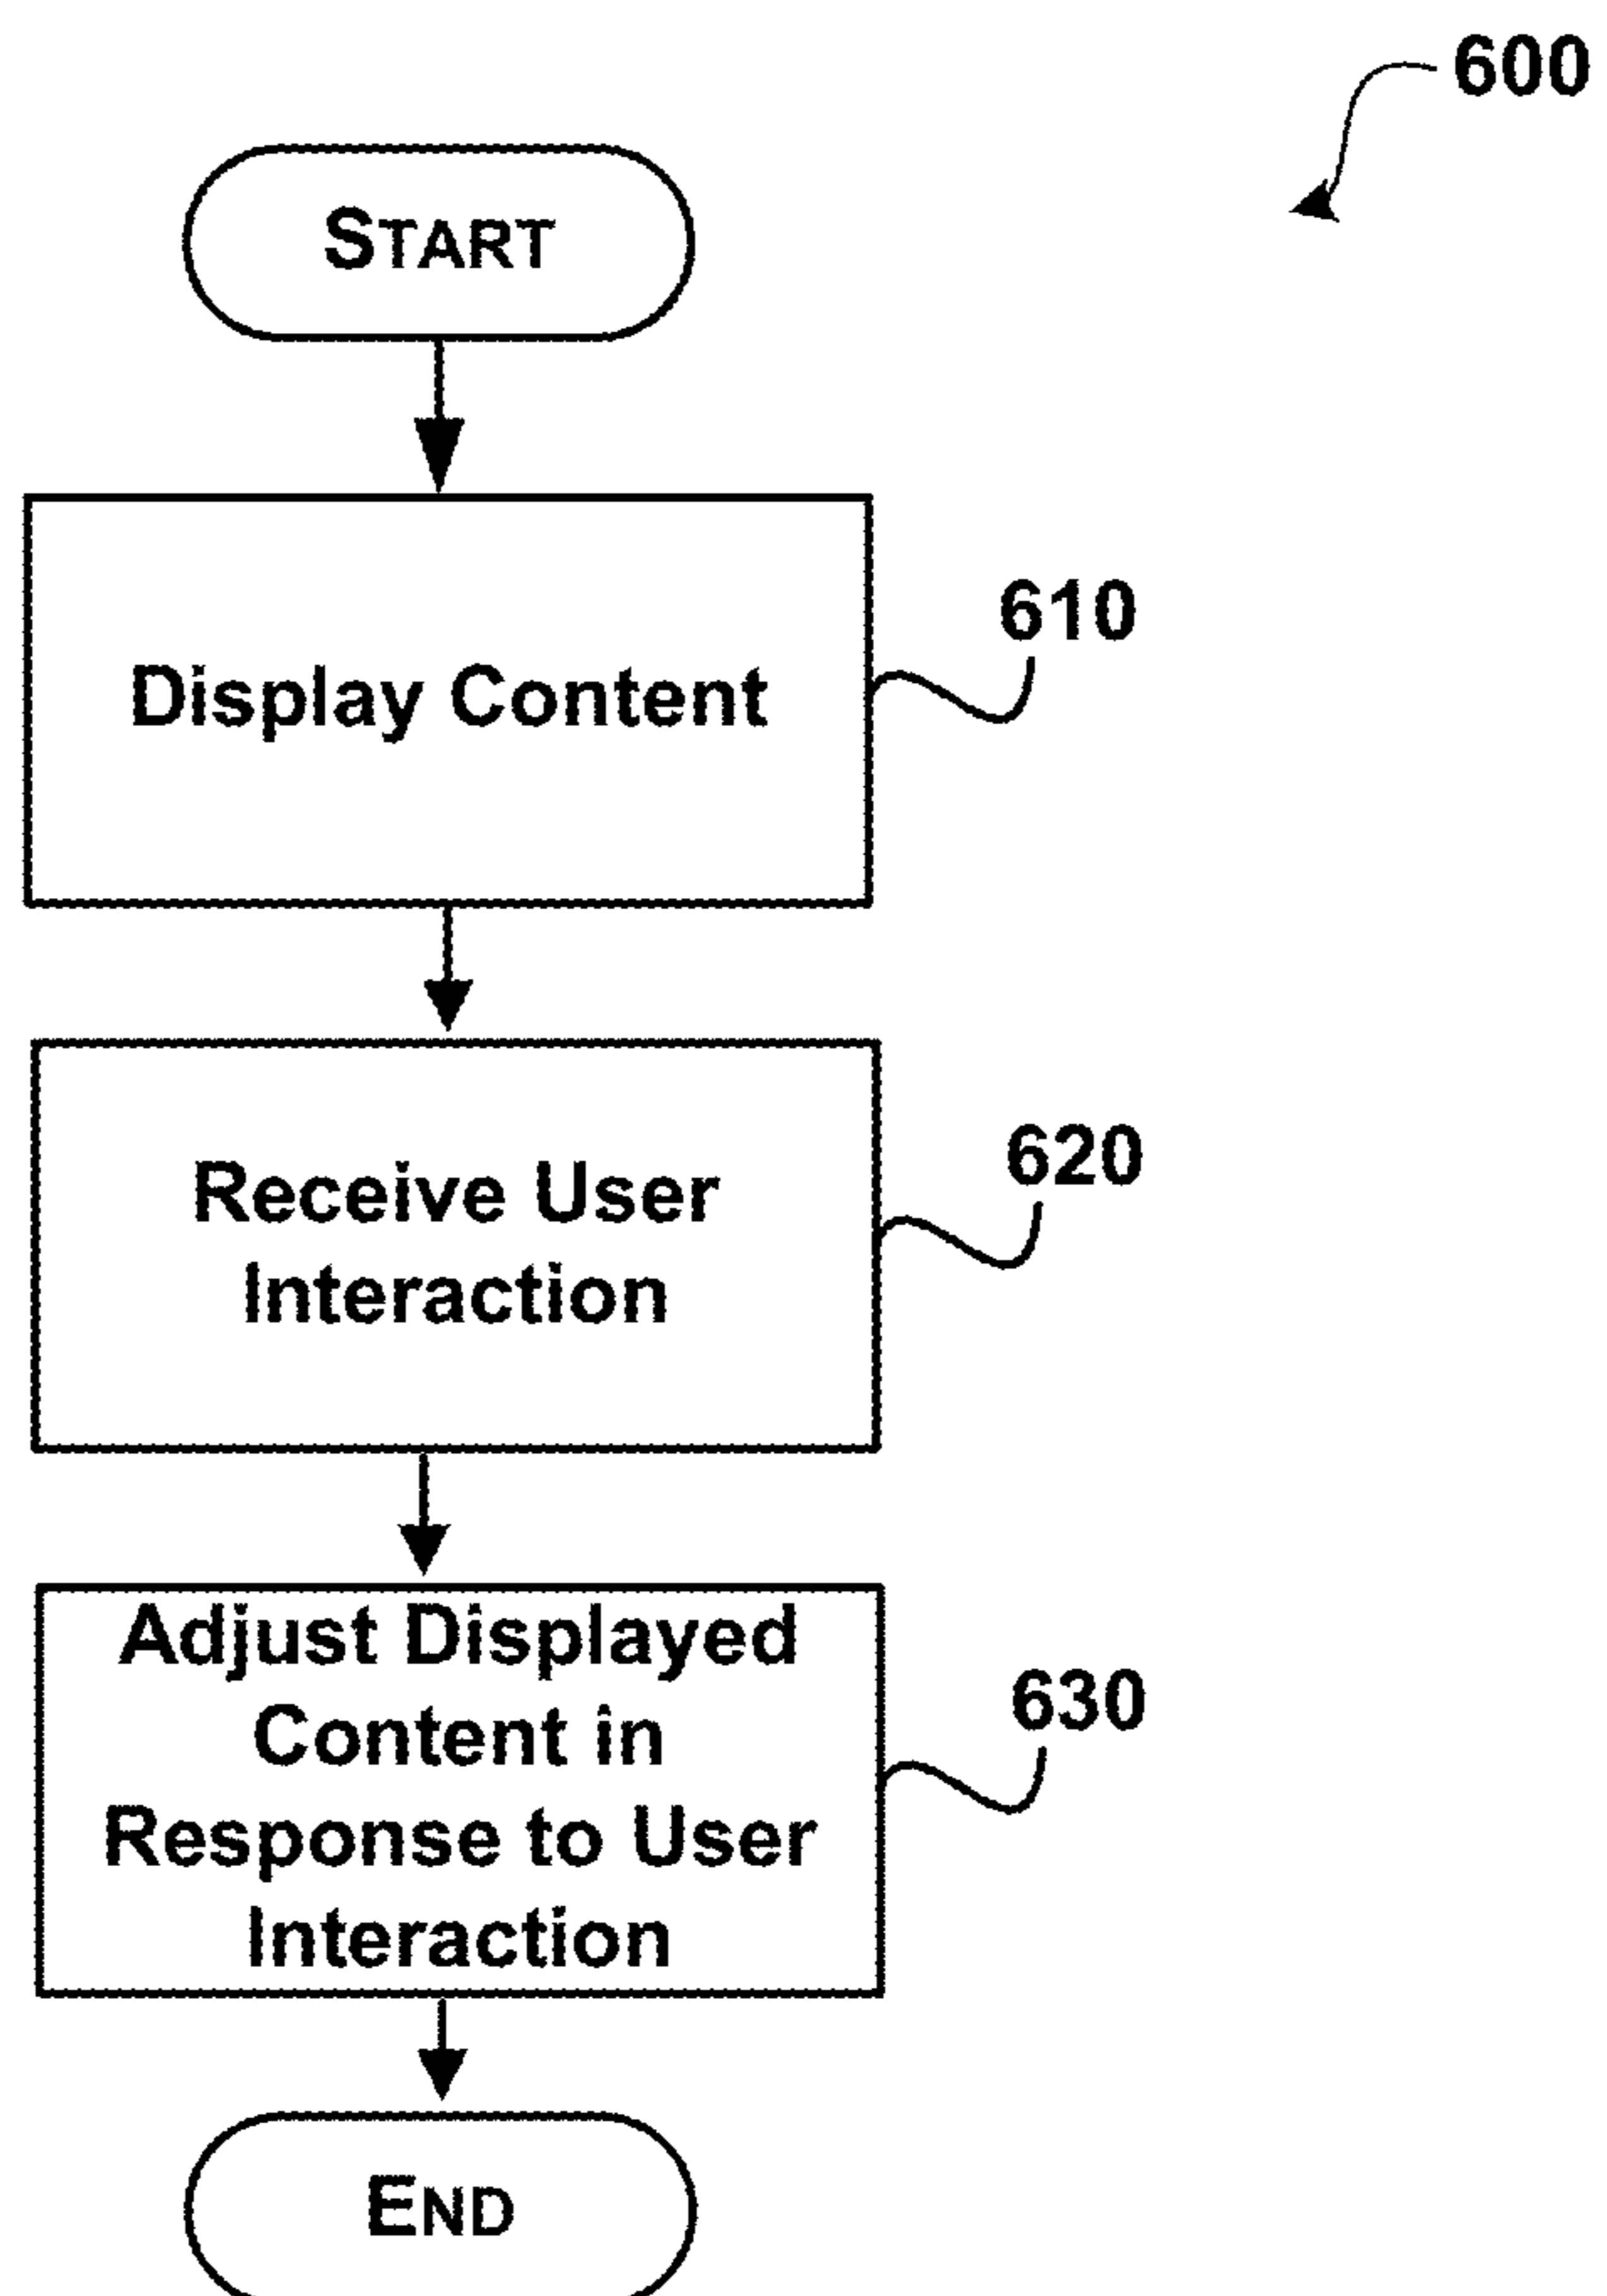 600
START
Display Content
610
Receive User
Interaction
620
Adjust Displayed
Content in
Response to User
Interaction
630
END